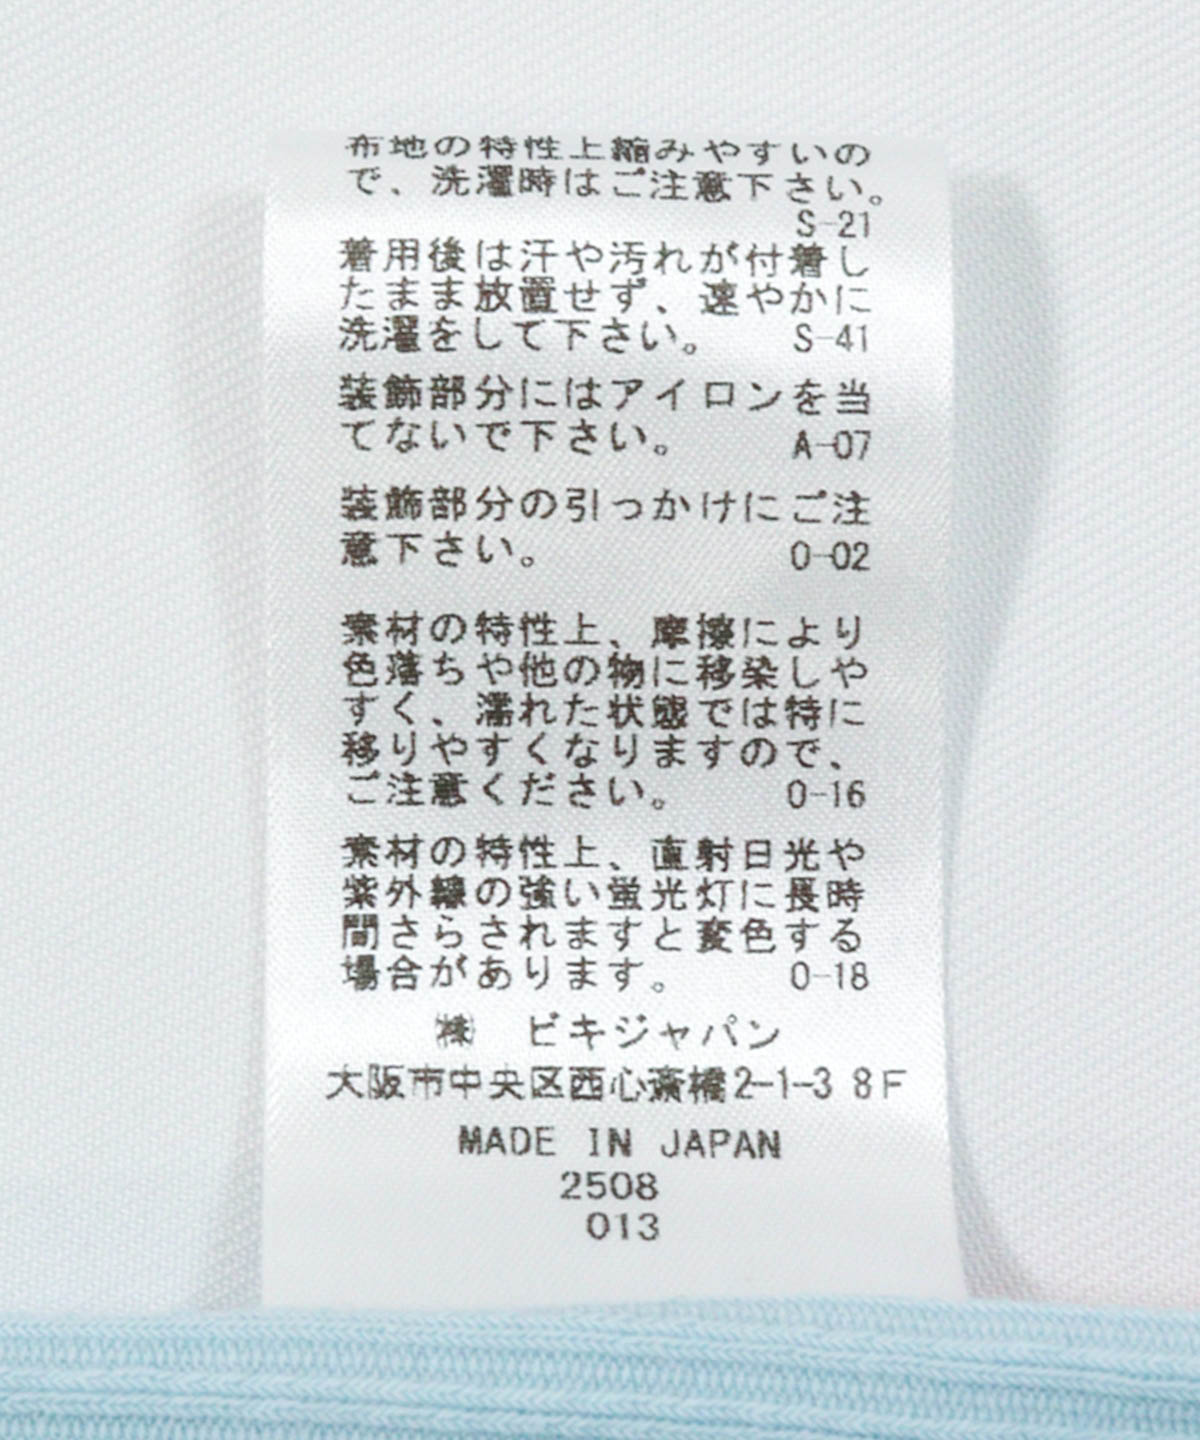 布地の特性上縮みやすいの
で、洗濯時はご注意下さい。
S-21
着用後は汗や汚れが付着し
たまま放置せず、速やかに
洗濯をして下さい。 S-41
装飾部分にはアイロンを当
てないで下さい。 A-07
装飾部分の引っかけにご注
意下さい。 0-02
素材の特性上、摩擦により
色落ちや他の物に移染しや
すく、濡れた状態では特に
移りやすくなりますので、
ご注意ください。 0-16
素材の特性上、直射日光や
紫外線の強い蛍光灯に長時
間さらされますと変色する
場合があります。 0-18
㈱ ビキジャパン
大阪市中央区西心斎橋2-1-3 8F
MADE IN JAPAN
2508
013